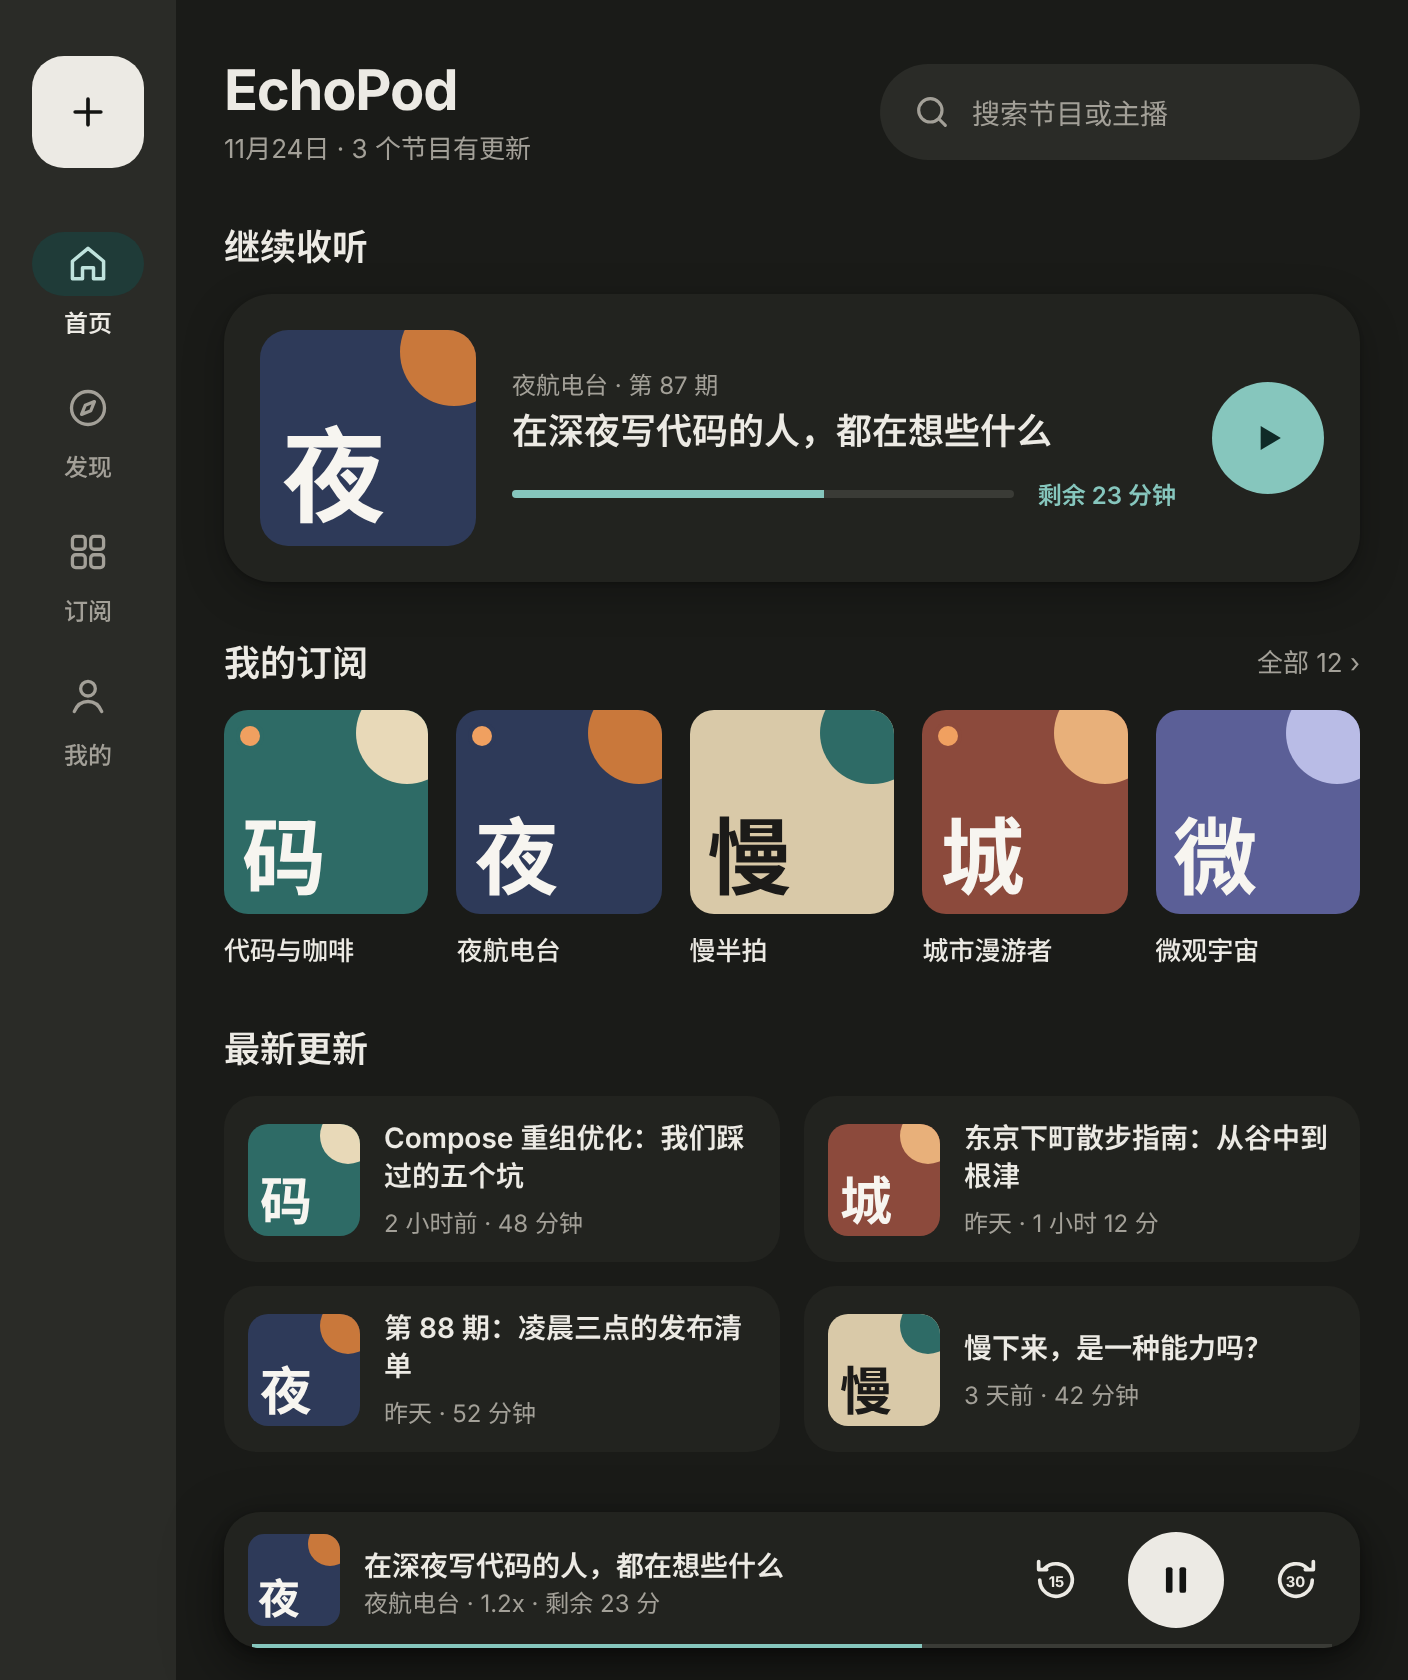 首页
发现
订阅
我的
EchoPod
11月24日 · 3 个节目有更新
搜索节目或主播
继续收听
夜
夜航电台 · 第 87 期
在深夜写代码的人，都在想些什么
剩余 23 分钟
我的订阅
全部 12 ›
码
夜
慢
城
微
代码与咖啡
夜航电台
慢半拍
城市漫游者
微观宇宙
最新更新
码
Compose 重组优化：我们踩
过的五个坑
2 小时前 · 48 分钟
城
东京下町散步指南：从谷中到
根津
昨天 · 1 小时 12 分
夜
第 88 期：凌晨三点的发布清
单
昨天 · 52 分钟
慢
慢下来，是一种能力吗？
3 天前 · 42 分钟
夜
在深夜写代码的人，都在想些什么
夜航电台 · 1.2x · 剩余 23 分
15
30